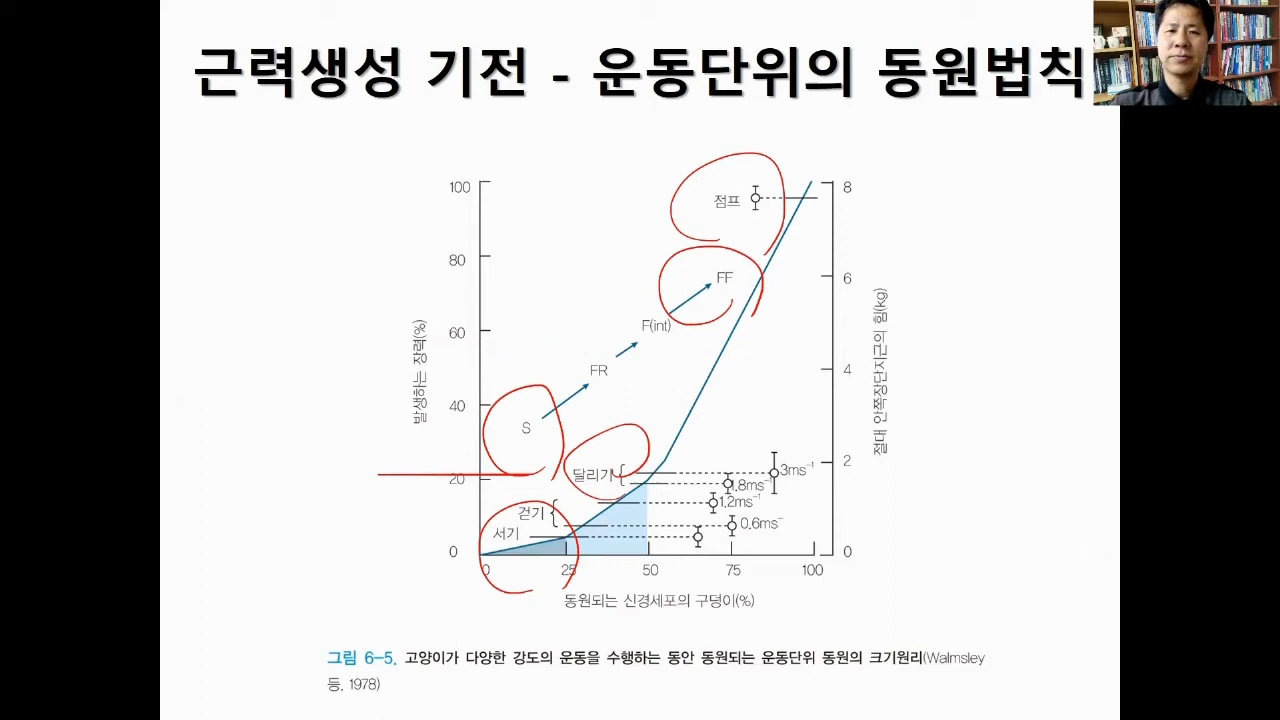 근력생성 기전 - 운동단위의 동원법칙
100
80
60
40
20
0
발생하는 장력(%)
점프
FF
F(int)
FR
S
달리기
걷기
서기
3ms⁻¹
1.8ms⁻¹
1.2ms⁻¹
0.6ms⁻
8
6
4
2
0
절대 안쪽장단지근의 힘(kg)
0 25 50 75 100
동원되는 신경세포의 구덩이(%)
그림 6-5. 고양이가 다양한 강도의 운동을 수행하는 동안 동원되는 운동단위 동원의 크기원리(Walmsley
등, 1978)